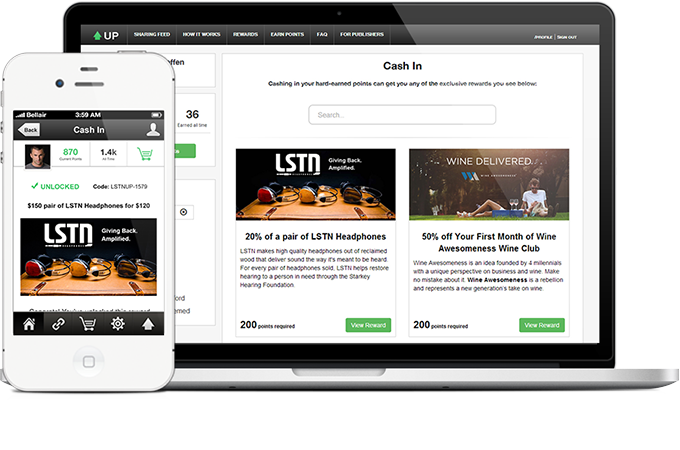 UP
SHARING FEED
HOW IT WORKS
REWARDS
EARN POINTS
FAQ
FOR PUBLISHERS
/PROFILE | SIGN OUT
ffen
36
Earned all time
Cash In
Cashing in your hard-earned points can get you any of the exclusive rewards you see below:
Search...
LSTN
Giving Back.
Amplified.
20% of a pair of LSTN Headphones
LSTN makes high quality headphones out of reclaimed
wood that deliver sound the way it's meant to be heard.
For every pair of headphones sold, LSTN helps restore
hearing to a person in need through the Starkey
Hearing Foundation.
200 points required
View Reward
WINE DELIVERED.
WINE AWESOMENESS
50% off Your First Month of Wine
Awesomeness Wine Club
Wine Awesomeness is an idea founded by 4 millennials
with a unique perspective on business and wine. Make
no mistake about it. Wine Awesomeness is a rebellion
and represents a new generation's take on wine.
200 points required
View Reward
ord
emed
Bellair
3:59 AM
Back
Cash In
870
Current Points
1.4k
All Time
UNLOCKED
Code: LSTNUP-1579
$150 pair of LSTN Headphones for $120
LSTN
Giving Back.
Amplified.